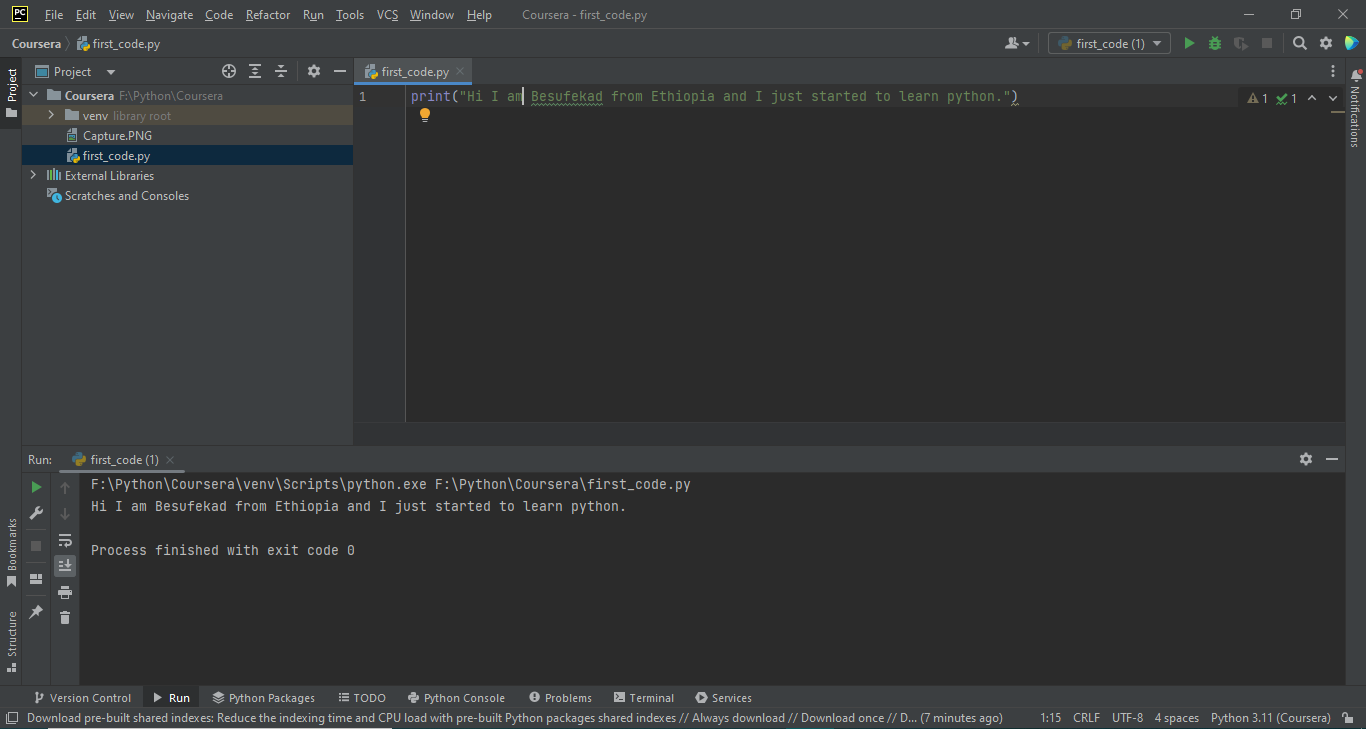 PC File Edit View Navigate Code Refactor Run Tools VCS Window Help Coursera - first_code.py
Coursera first_code.py first_code (1)
Project
Project
first_code.py
Coursera F:\Python\Coursera
venv library root
Capture.PNG
first_code.py
External Libraries
Scratches and Consoles
1 print("Hi I am Besufekad from Ethiopia and I just started to learn python.")
1 1
Notifications
Run: first_code (1)
F:\Python\Coursera\venv\Scripts\python.exe F:\Python\Coursera\first_code.py
Hi I am Besufekad from Ethiopia and I just started to learn python.
Process finished with exit code 0
Bookmarks
Structure
Version Control Run Python Packages TODO Python Console Problems Terminal Services
Download pre-built shared indexes: Reduce the indexing time and CPU load with pre-built Python packages shared indexes // Always download // Download once // D... (7 minutes ago) 1:15 CRLF UTF-8 4 spaces Python 3.11 (Coursera)